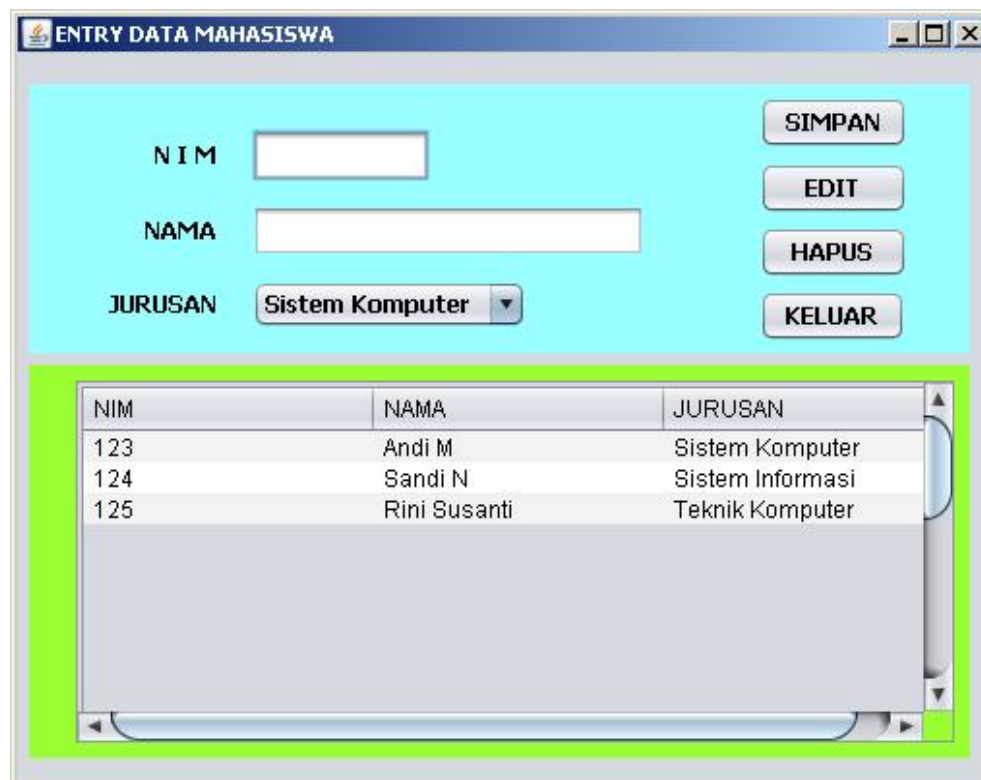 ENTRY DATA MAHASISWA
N I M
NAMA
JURUSAN Sistem Komputer
SIMPAN
EDIT
HAPUS
KELUAR
NIM NAMA JURUSAN
123 Andi M Sistem Komputer
124 Sandi N Sistem Informasi
125 Rini Susanti Teknik Komputer